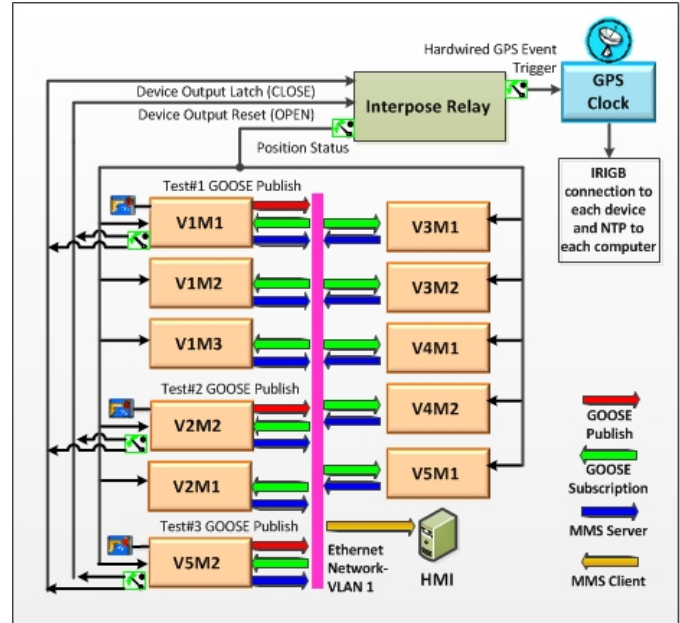 Hardwired GPS Event
Trigger
GPS
Clock
Device Output Latch (CLOSE)
Device Output Reset (OPEN)
Interpose Relay
Position Status
IRIGB
connection to
each device
and NTP to
each computer
Test#1 GOOSE Publish
V1M1
V3M1
V1M2
V3M2
V1M3
V4M1
Test#2 GOOSE Publish
V2M2
V4M2
V2M1
V5M1
Test#3 GOOSE Publish
V5M2
Ethernet
Network-
VLAN 1
HMI
GOOSE
Publish
GOOSE
Subscription
MMS Server
MMS Client